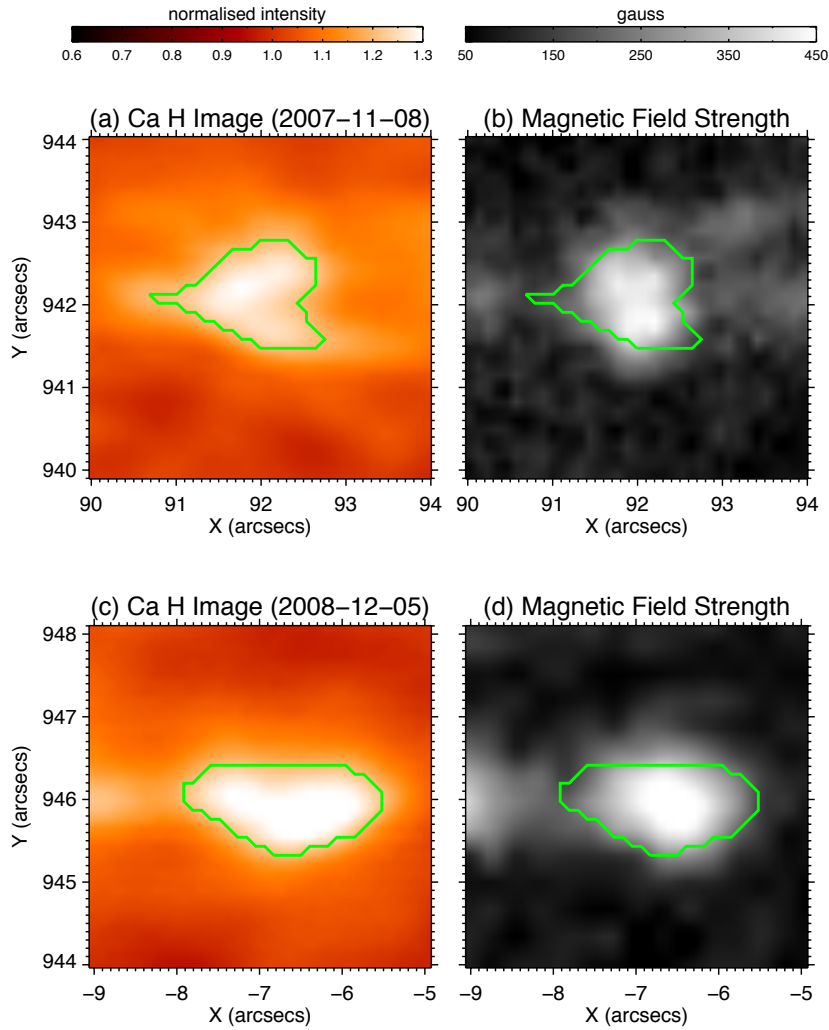 normalised intensity gauss
0.6 0.7 0.8 0.9 1.0 1.1 1.2 1.3 50 150 250 350 450
(a) Ca H Image (2007−11−08) (b) Magnetic Field Strength
944
943
942
941
940
Y (arcsecs)
90 91 92 93 94 90 91 92 93 94
X (arcsecs) X (arcsecs)
(c) Ca H Image (2008−12−05) (d) Magnetic Field Strength
948
947
946
945
944
Y (arcsecs)
−9 −8 −7 −6 −5 −9 −8 −7 −6 −5
X (arcsecs) X (arcsecs)